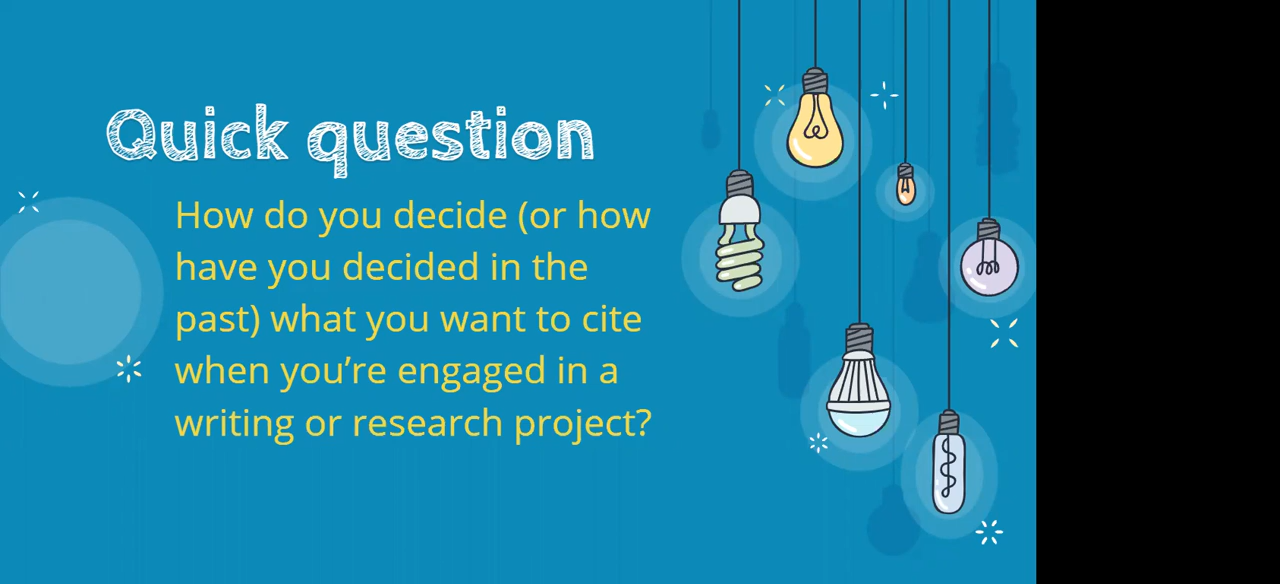 Quick question
How do you decide (or how
have you decided in the
past) what you want to cite
when you’re engaged in a
writing or research project?